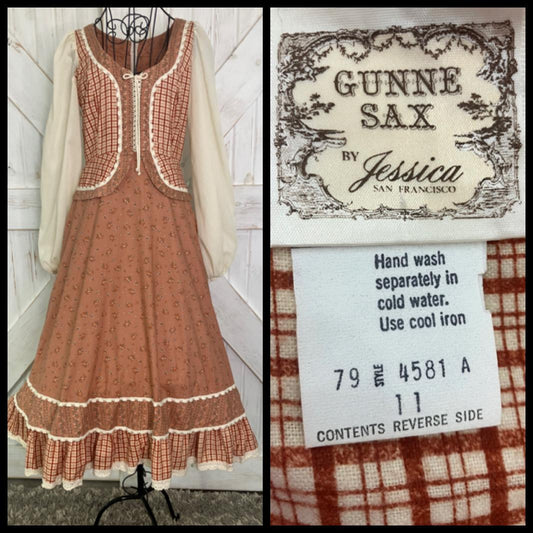 GUNNE
SAX
BY Jessica
SAN FRANCISCO
Hand wash
separately in
cold water.
Use cool iron
79 STYLE 4581 A
11
CONTENTS REVERSE SIDE